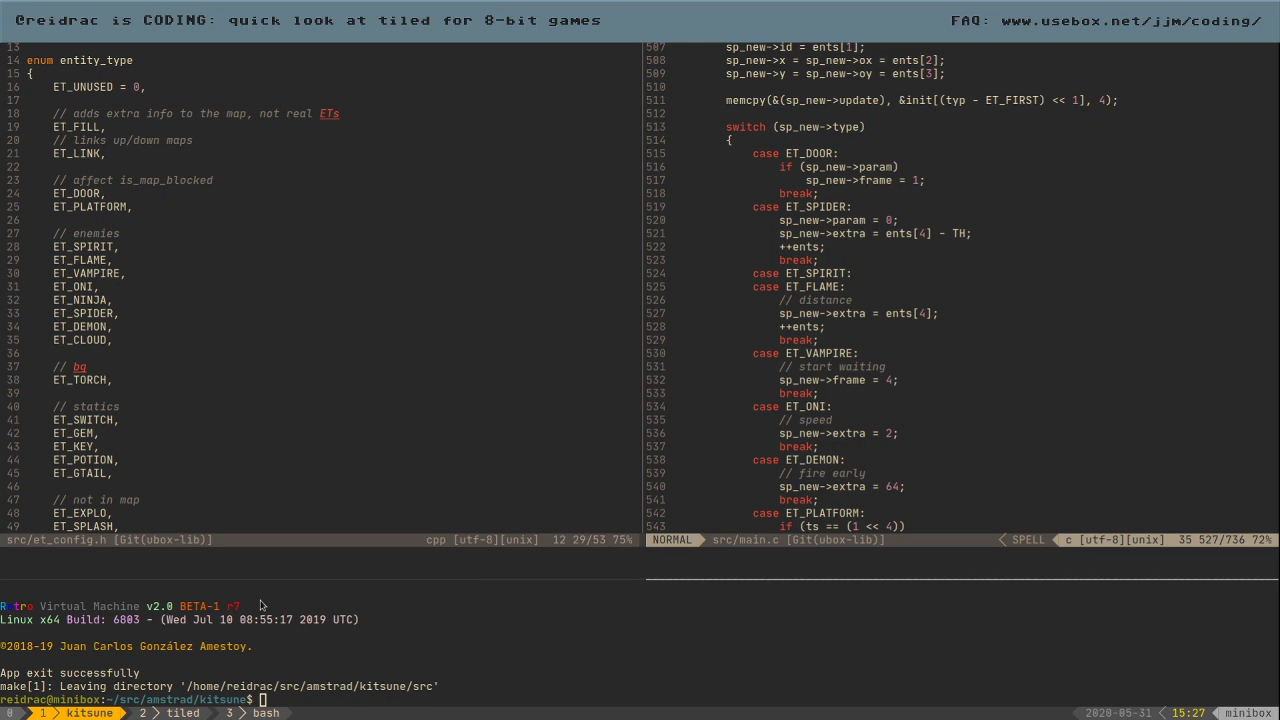 @reidrac is CODING: quick look at tiled for 8-bit games
FAQ: www.usebox.net/jjm/coding/
13
14 enum entity_type
15 {
16 ET_UNUSED = 0,
17
18 // adds extra info to the map, not real ETs
19 ET_FILL,
20 // links up/down maps
21 ET_LINK,
22
23 // affect is_map_blocked
24 ET_DOOR,
25 ET_PLATFORM,
26
27 // enemies
28 ET_SPIRIT,
29 ET_FLAME,
30 ET_VAMPIRE,
31 ET_ONI,
32 ET_NINJA,
33 ET_SPIDER,
34 ET_DEMON,
35 ET_CLOUD,
36
37 // bg
38 ET_TORCH,
39
40 // statics
41 ET_SWITCH,
42 ET_GEM,
43 ET_KEY,
44 ET_POTION,
45 ET_GTAIL,
46
47 // not in map
48 ET_EXPLO,
49 ET_SPLASH,
src/et_config.h [Git(ubox-lib)] cpp [utf-8][unix] 12 29/53 75%
507 sp_new->id = ents[1];
508 sp_new->x = sp_new->ox = ents[2];
509 sp_new->y = sp_new->oy = ents[3];
510
511 memcpy(&(sp_new->update), &init[(typ - ET_FIRST) << 1], 4);
512
513 switch (sp_new->type)
514 {
515 case ET_DOOR:
516 if (sp_new->param)
517 sp_new->frame = 1;
518 break;
519 case ET_SPIDER:
520 sp_new->param = 0;
521 sp_new->extra = ents[4] - TH;
522 ++ents;
523 break;
524 case ET_SPIRIT:
525 case ET_FLAME:
526 // distance
527 sp_new->extra = ents[4];
528 ++ents;
529 break;
530 case ET_VAMPIRE:
531 // start waiting
532 sp_new->frame = 4;
533 break;
534 case ET_ONI:
535 // speed
536 sp_new->extra = 2;
537 break;
538 case ET_DEMON:
539 // fire early
540 sp_new->extra = 64;
541 break;
542 case ET_PLATFORM:
543 if (ts == (1 << 4))
NORMAL src/main.c [Git(ubox-lib)] SPELL c [utf-8][unix] 35 527/736 72%
Retro Virtual Machine v2.0 BETA-1 r7
Linux x64 Build: 6803 - (Wed Jul 10 08:55:17 2019 UTC)
©2018-19 Juan Carlos González Amestoy.
App exit successfully
make[1]: Leaving directory '/home/reidrac/src/amstrad/kitsune/src'
reidrac@minibox:~/src/amstrad/kitsune$
0 1 kitsune 2 tiled 3 bash 2020-05-31 15:27 minibox